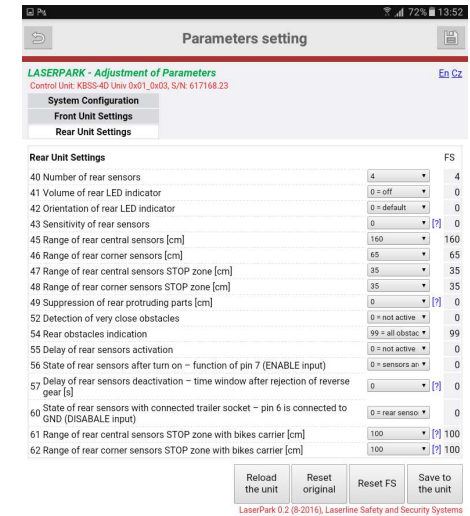 72% 13:52
Parameters setting
LASERPARK - Adjustment of Parameters En Cz
Control Unit: KBSS-4D Univ 0x01_0x03, S/N: 617168.23
System Configuration
Front Unit Settings
Rear Unit Settings
Rear Unit Settings FS
40 Number of rear sensors 4 4
41 Volume of rear LED indicator 0 = off 0
42 Orientation of rear LED indicator 0 = default 0
43 Sensitivity of rear sensors 0 [?] 0
45 Range of rear central sensors [cm] 160 160
46 Range of rear corner sensors [cm] 65 65
47 Range of rear central sensors STOP zone [cm] 35 35
48 Range of rear corner sensors STOP zone [cm] 35 35
49 Suppression of rear protruding parts [cm] 0 [?] 0
52 Detection of very close obstacles 0 = not active 0
54 Rear obstacles indication 99 = all obstac 99
55 Delay of rear sensors activation 0 = not active 0
56 State of rear sensors after turn on – function of pin 7 (ENABLE input) 0 = sensors ar 0
57 Delay of rear sensors deactivation – time window after rejection of reverse
gear [s] 0 [?] 0
60 State of rear sensors with connected trailer socket – pin 6 is connected to
GND (DISABALE input) 0 = rear senso 0
61 Range of rear central sensors STOP zone with bikes carrier [cm] 100 [?] 100
62 Range of rear corner sensors STOP zone with bikes carrier [cm] 100 [?] 100
Reload
the unit
Reset
original
Reset FS
Save to
the unit
LaserPark 0.2 (8-2016), Laserline Safety and Security Systems